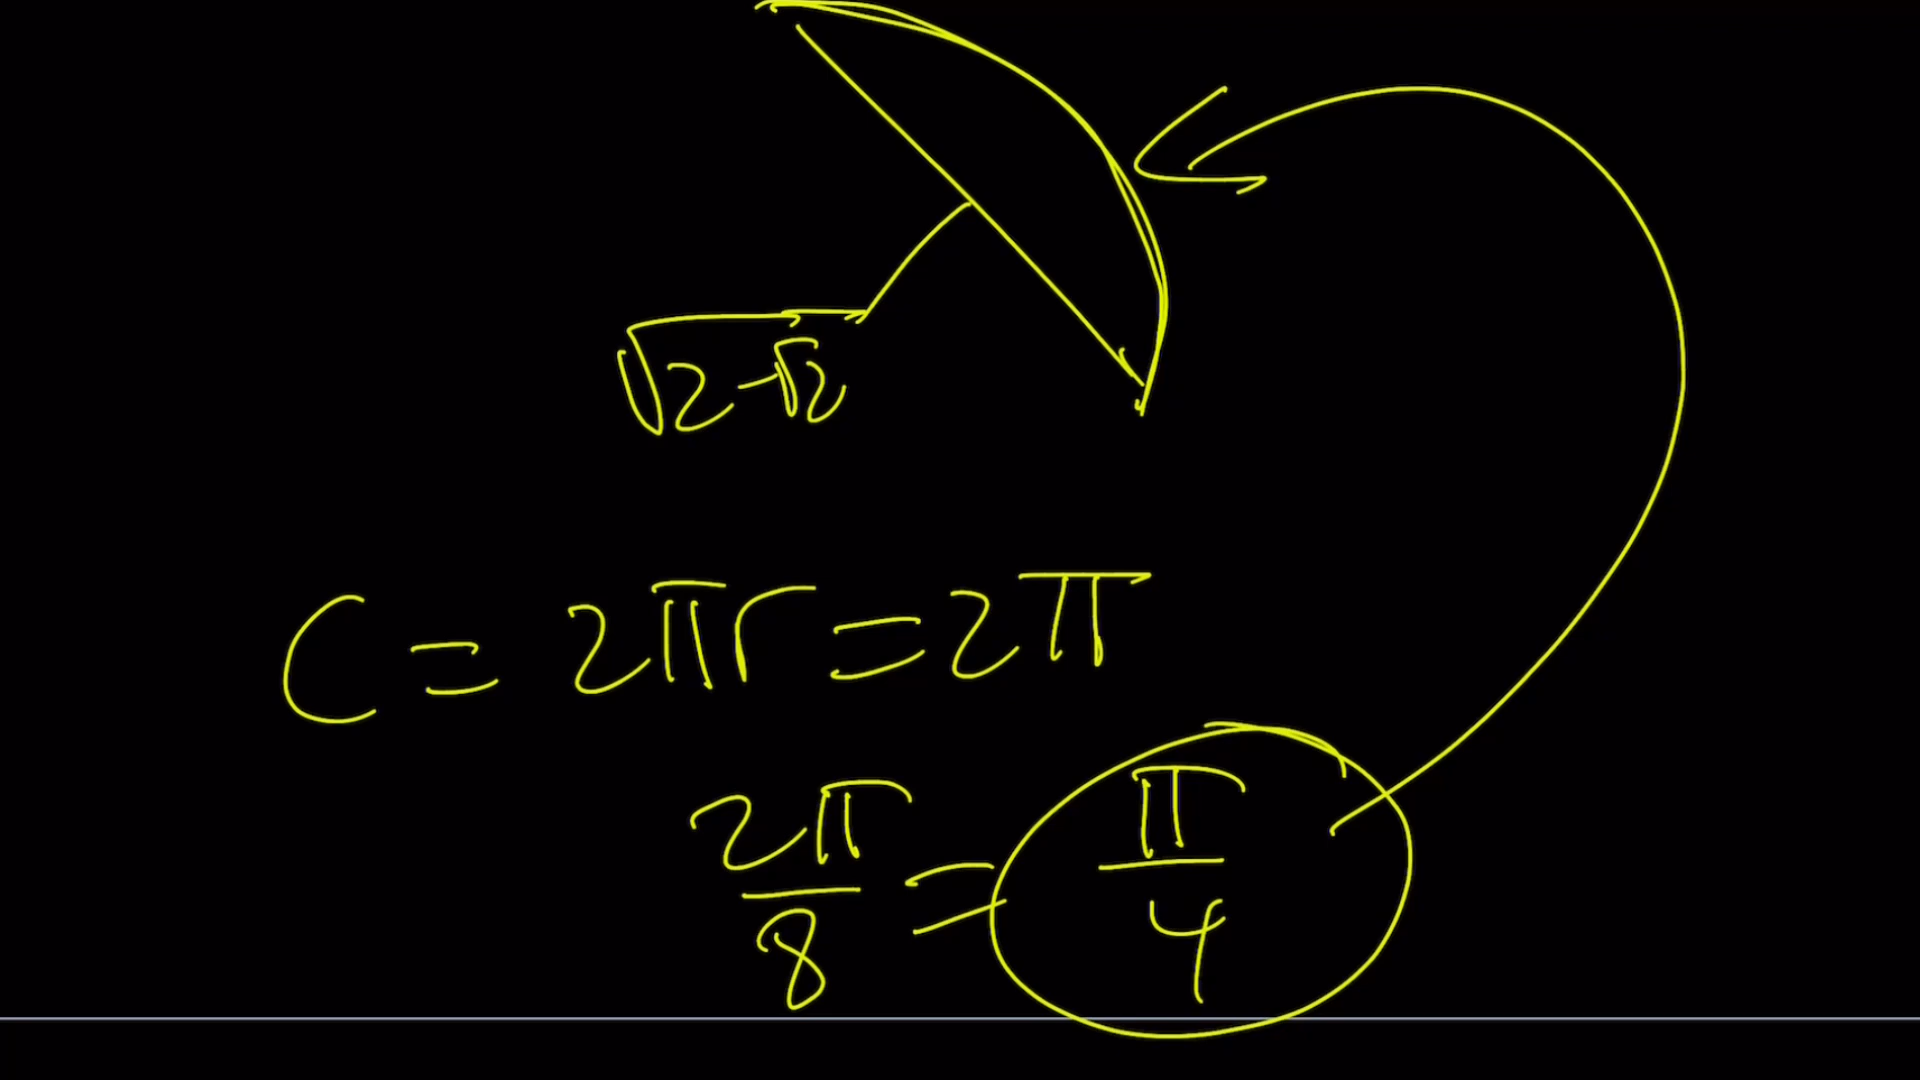 √(2-√2)
C = 2πr = 2π
2π/8 = π/4